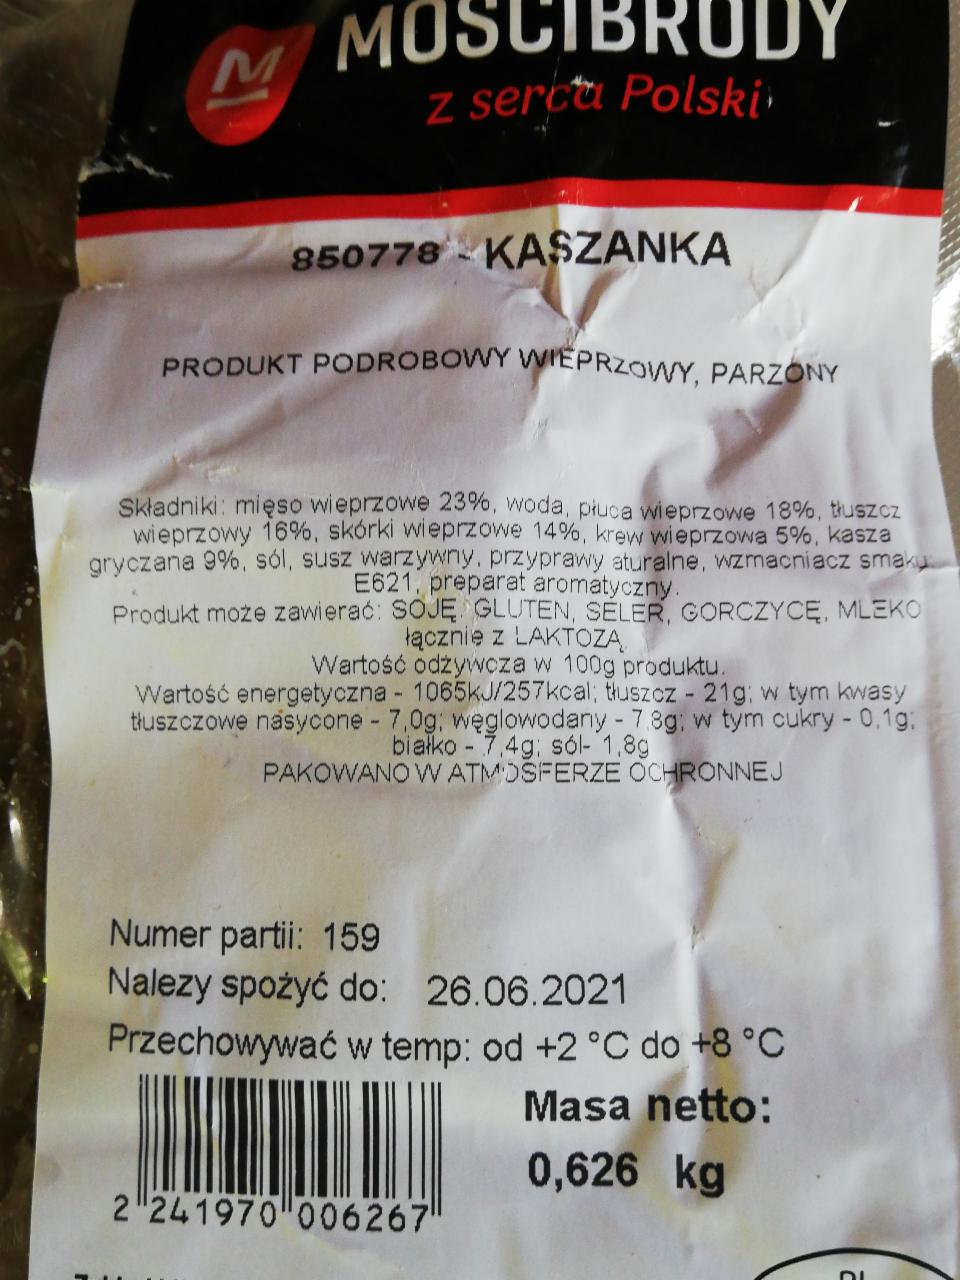 M
MOŚCIBRODY
z serca Polski
850778 - KASZANKA
PRODUKT PODROBOWY WIEPRZOWY, PARZONY
Składniki: mięso wieprzowe 23%, woda, płuca wieprzowe 18%, tłuszcz
wieprzowy 16%, skórki wieprzowe 14%, krew wieprzowa 5%, kasza
gryczana 9%, sól, susz warzywny, przyprawy aturalne, wzmacniacz smaku:
E621, preparat aromatyczny.
Produkt może zawierać: SOJĘ, GLUTEN, SELER, GORCZYCĘ, MLEKO
łącznie z LAKTOZĄ.
Wartość odżywcza w 100g produktu.
Wartość energetyczna - 1065kJ/257kcal; tłuszcz - 21g; w tym kwasy
tłuszczowe nasycone - 7,0g; węglowodany - 7,8g; w tym cukry - 0,1g;
białko - 7,4g; sól- 1,8g
PAKOWANO W ATMOSFERZE OCHRONNEJ
Numer partii: 159
Nalezy spożyć do: 26.06.2021
Przechowywać w temp: od +2 °C do +8 °C
Masa netto:
0,626 kg
2 241970 006267
PL